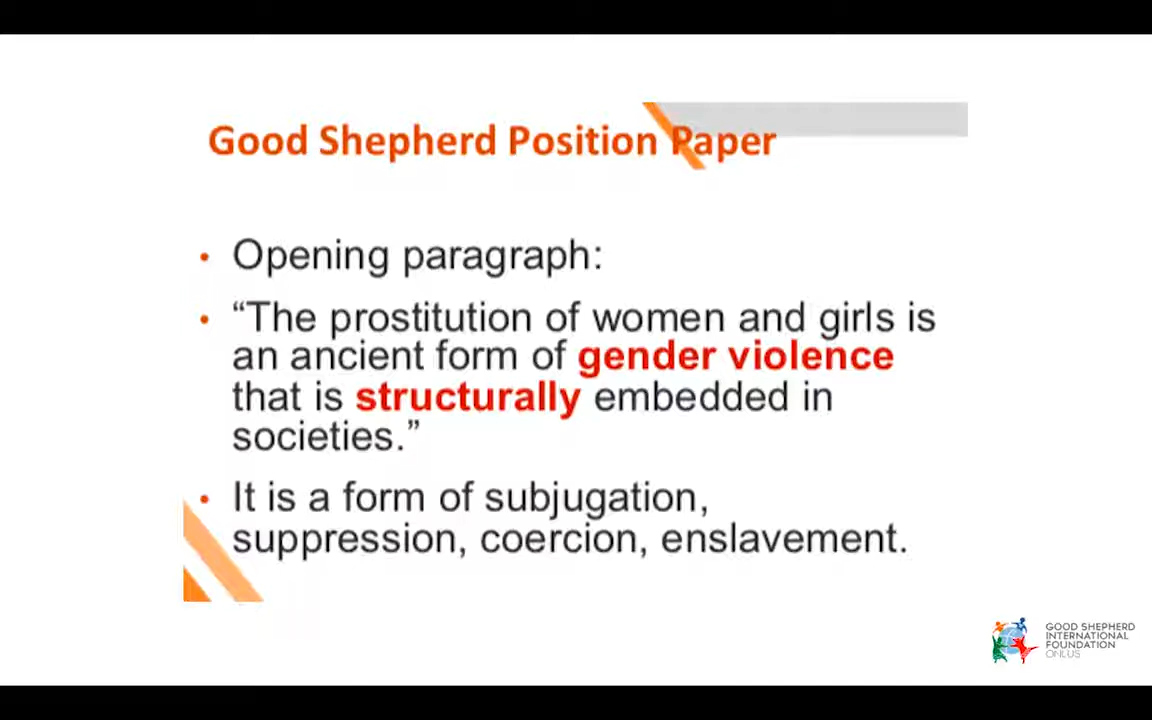 Good Shepherd Position Paper
• Opening paragraph:
• “The prostitution of women and girls is
an ancient form of gender violence
that is structurally embedded in
societies.”
• It is a form of subjugation,
suppression, coercion, enslavement.
GOOD SHEPHERD
INTERNATIONAL
FOUNDATION
ONLUS